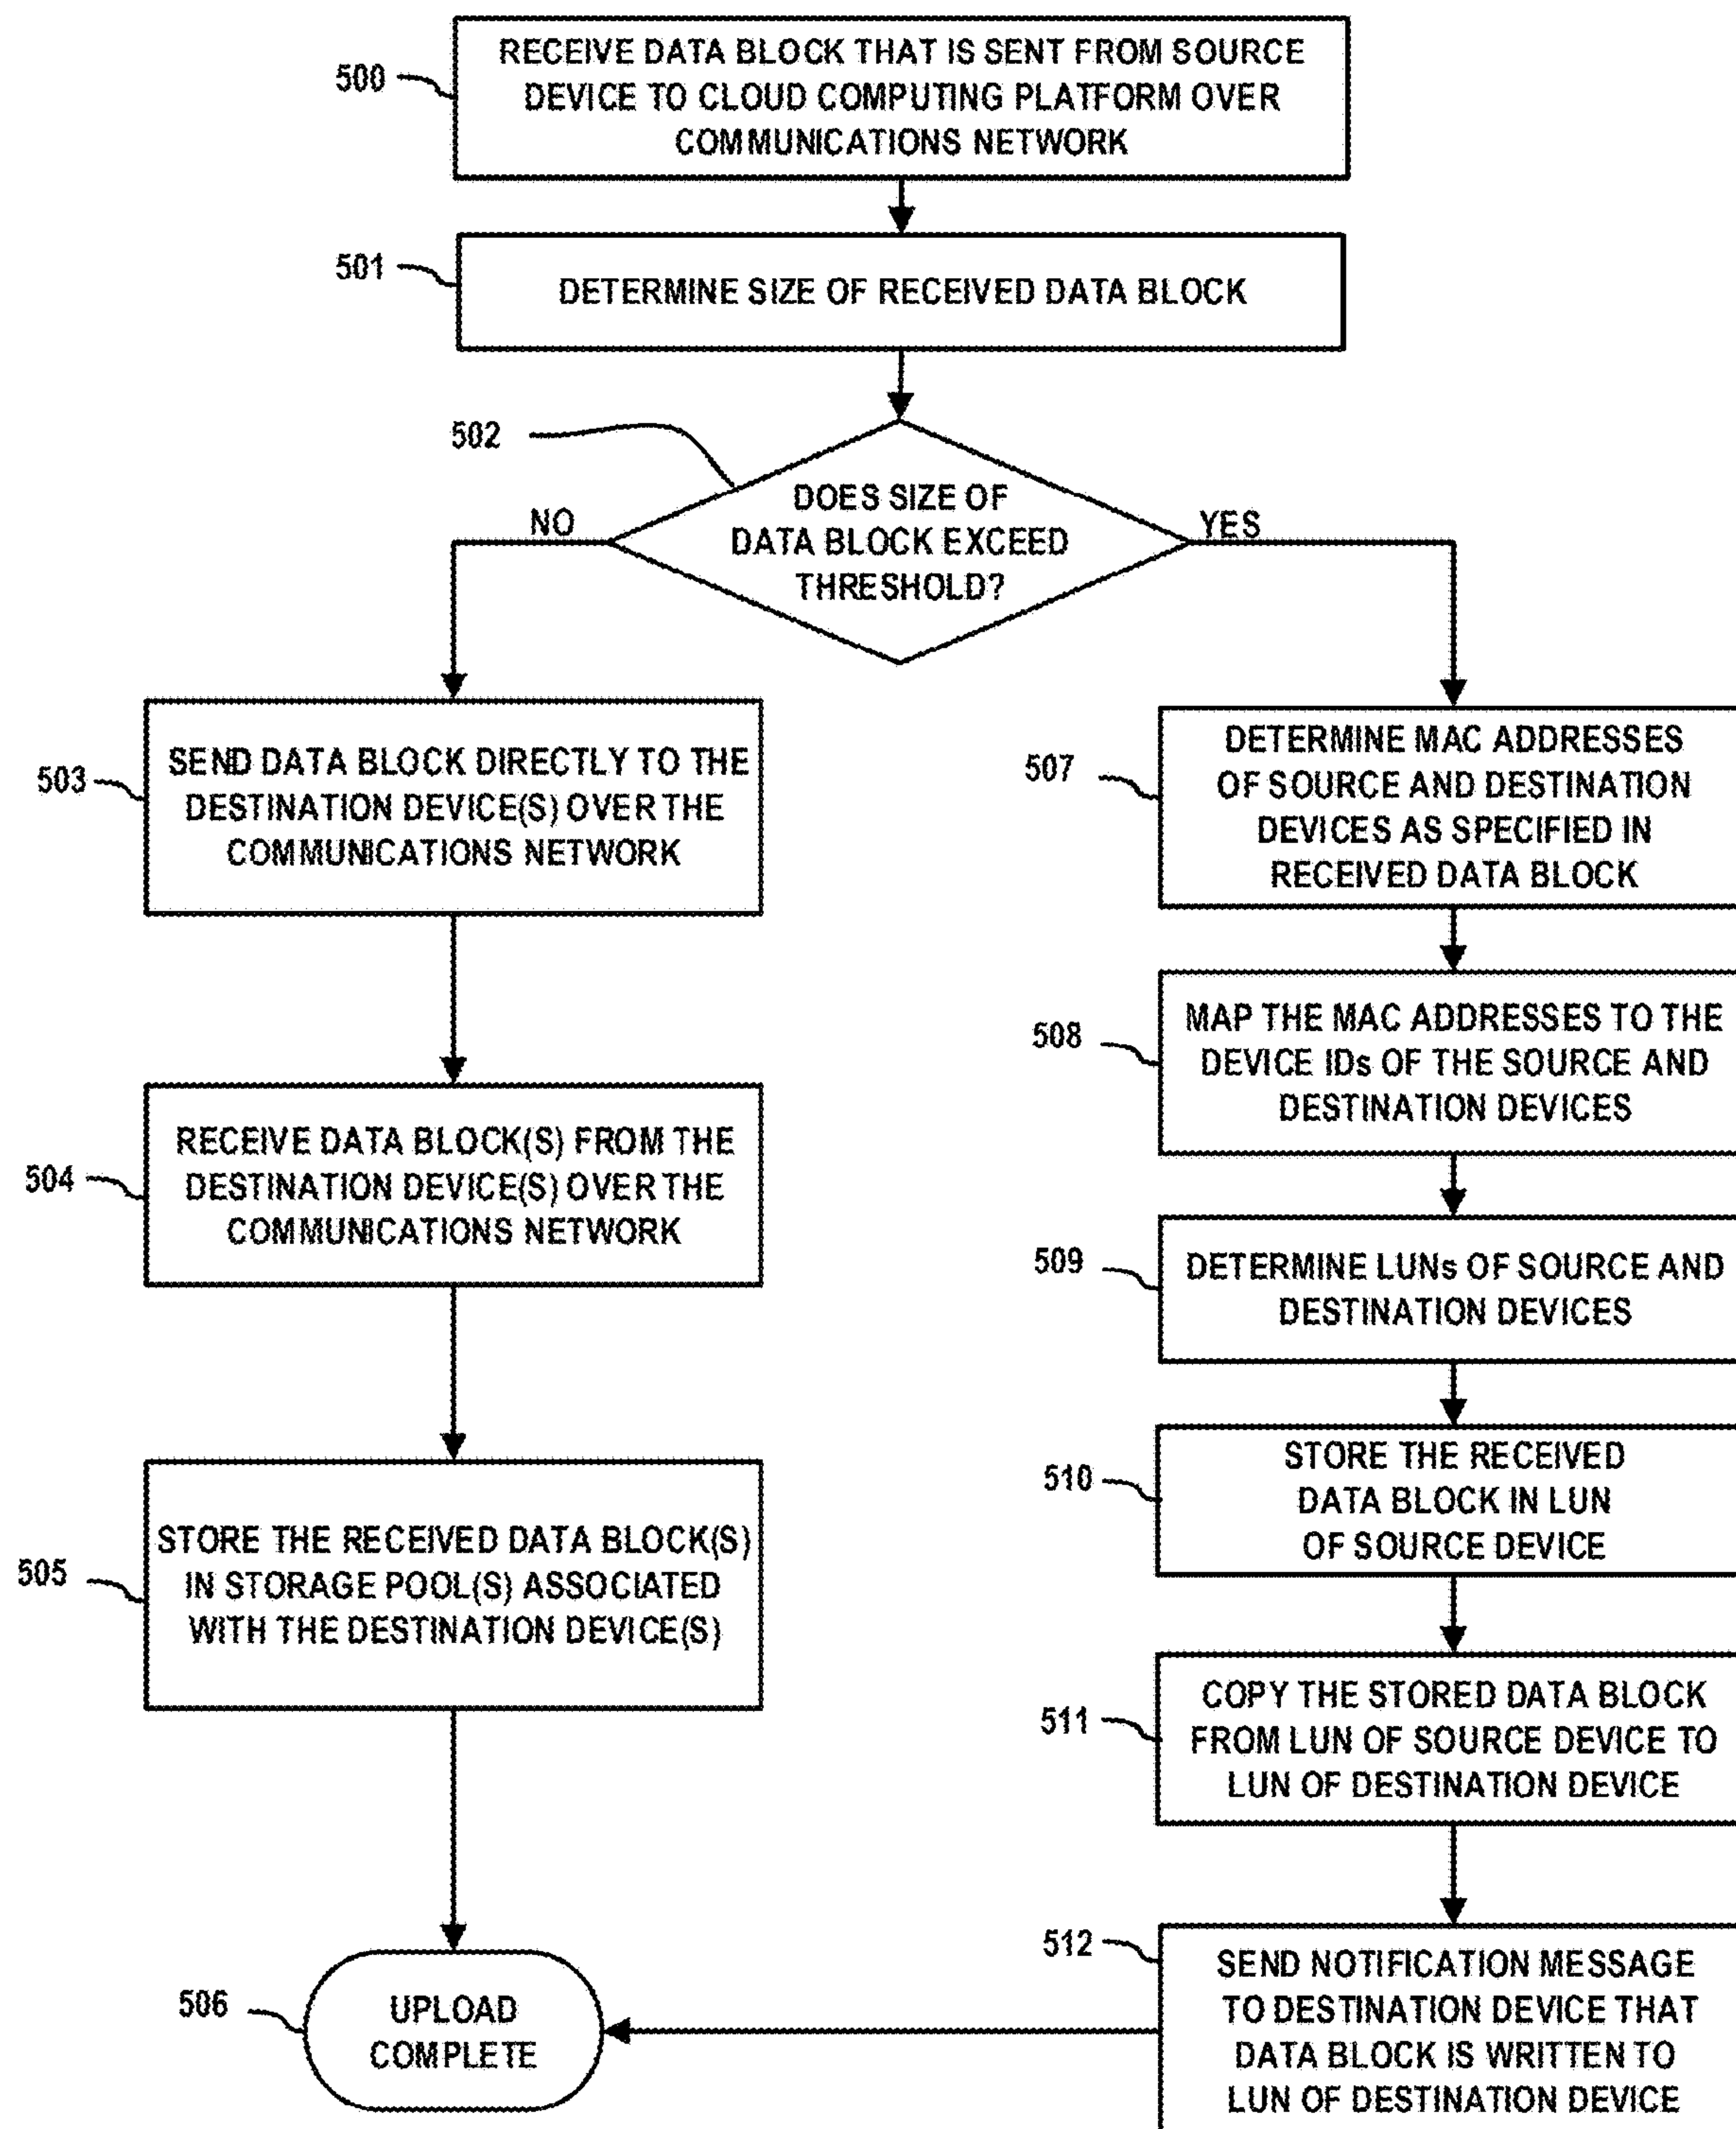 500
RECEIVE DATA BLOCK THAT IS SENT FROM SOURCE
DEVICE TO CLOUD COMPUTING PLATFORM OVER
COMMUNICATIONS NETWORK
501
DETERMINE SIZE OF RECEIVED DATA BLOCK
502
DOES SIZE OF
DATA BLOCK EXCEED
THRESHOLD?
NO
YES
503
SEND DATA BLOCK DIRECTLY TO THE
DESTINATION DEVICE(S) OVER THE
COMMUNICATIONS NETWORK
504
RECEIVE DATA BLOCK(S) FROM THE
DESTINATION DEVICE(S) OVER THE
COMMUNICATIONS NETWORK
505
STORE THE RECEIVED DATA BLOCK(S)
IN STORAGE POOL(S) ASSOCIATED
WITH THE DESTINATION DEVICE(S)
506
UPLOAD
COMPLETE
507
DETERMINE MAC ADDRESSES
OF SOURCE AND DESTINATION
DEVICES AS SPECIFIED IN
RECEIVED DATA BLOCK
508
MAP THE MAC ADDRESSES TO THE
DEVICE IDs OF THE SOURCE AND
DESTINATION DEVICES
509
DETERMINE LUNs OF SOURCE AND
DESTINATION DEVICES
510
STORE THE RECEIVED
DATA BLOCK IN LUN
OF SOURCE DEVICE
511
COPY THE STORED DATA BLOCK
FROM LUN OF SOURCE DEVICE TO
LUN OF DESTINATION DEVICE
512
SEND NOTIFICATION MESSAGE
TO DESTINATION DEVICE THAT
DATA BLOCK IS WRITTEN TO
LUN OF DESTINATION DEVICE